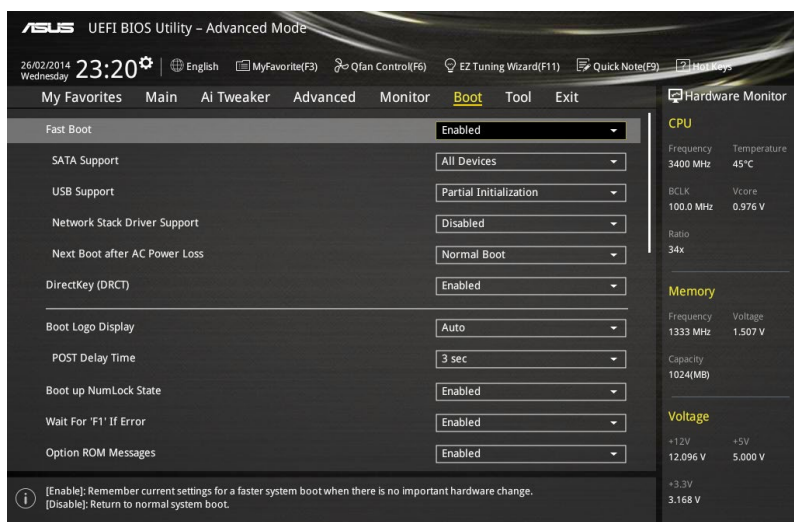 ASUS UEFI BIOS Utility – Advanced Mode
26/02/2014 Wednesday 23:20 English MyFavorite(F3) Qfan Control(F6) EZ Tuning Wizard(F11) Quick Note(F9) ? Hot Keys
My Favorites Main Ai Tweaker Advanced Monitor Boot Tool Exit
Fast Boot Enabled
SATA Support All Devices
USB Support Partial Initialization
Network Stack Driver Support Disabled
Next Boot after AC Power Loss Normal Boot
DirectKey (DRCT) Enabled
Boot Logo Display Auto
POST Delay Time 3 sec
Boot up NumLock State Enabled
Wait For 'F1' If Error Enabled
Option ROM Messages Enabled
[Enable]: Remember current settings for a faster system boot when there is no important hardware change.
[Disable]: Return to normal system boot.
Hardware Monitor
CPU
Frequency Temperature
3400 MHz 45°C
BCLK Vcore
100.0 MHz 0.976 V
Ratio
34x
Memory
Frequency Voltage
1333 MHz 1.507 V
Capacity
1024(MB)
Voltage
+12V +5V
12.096 V 5.000 V
+3.3V
3.168 V